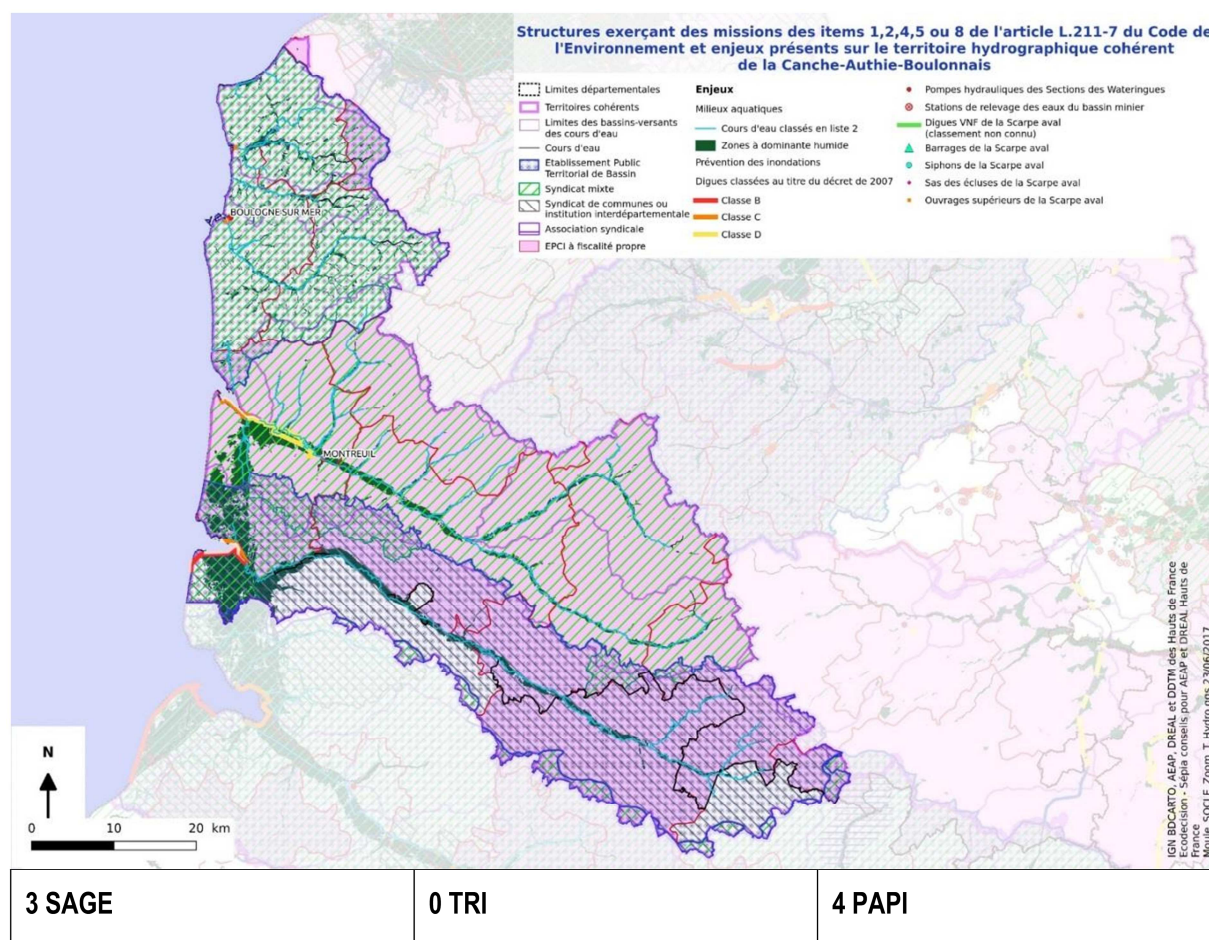 Structures exerçant des missions des items 1,2,4,5 ou 8 de l'article L.211-7 du Code de
l'Environnement et enjeux présents sur le territoire hydrographique cohérent
de la Canche-Authie-Boulonnais
Limites départementales
Territoires cohérents
Limites des bassins-versants
des cours d'eau
Cours d'eau
Etablissement Public
Territorial de Bassin
Syndicat mixte
Syndicat de communes ou
institution interdépartementale
Association syndicale
EPCI à fiscalité propre
Enjeux
Milieux aquatiques
Cours d'eau classés en liste 2
Zones à dominante humide
Prévention des inondations
Digues classées au titre du décret de 2007
Classe B
Classe C
Classe D
Pompes hydrauliques des Sections des Wateringues
Stations de relevage des eaux du bassin minier
Digues VNF de la Scarpe aval
(classement non connu)
Barrages de la Scarpe aval
Siphons de la Scarpe aval
Sas des écluses de la Scarpe aval
Ouvrages supérieurs de la Scarpe aval
BOULOGNE SUR MER
MONTREUIL
N
0 10 20 km
IGN BDCARTO, AEAP, DREAL et DDTM des Hauts de France
Ecodecision - Sépia conseils pour AEAP et DREAL Hauts de
France
Moule_SOCLE_Zoom_T_Hydro.qgs 23/06/2017
3 SAGE
0 TRI
4 PAPI